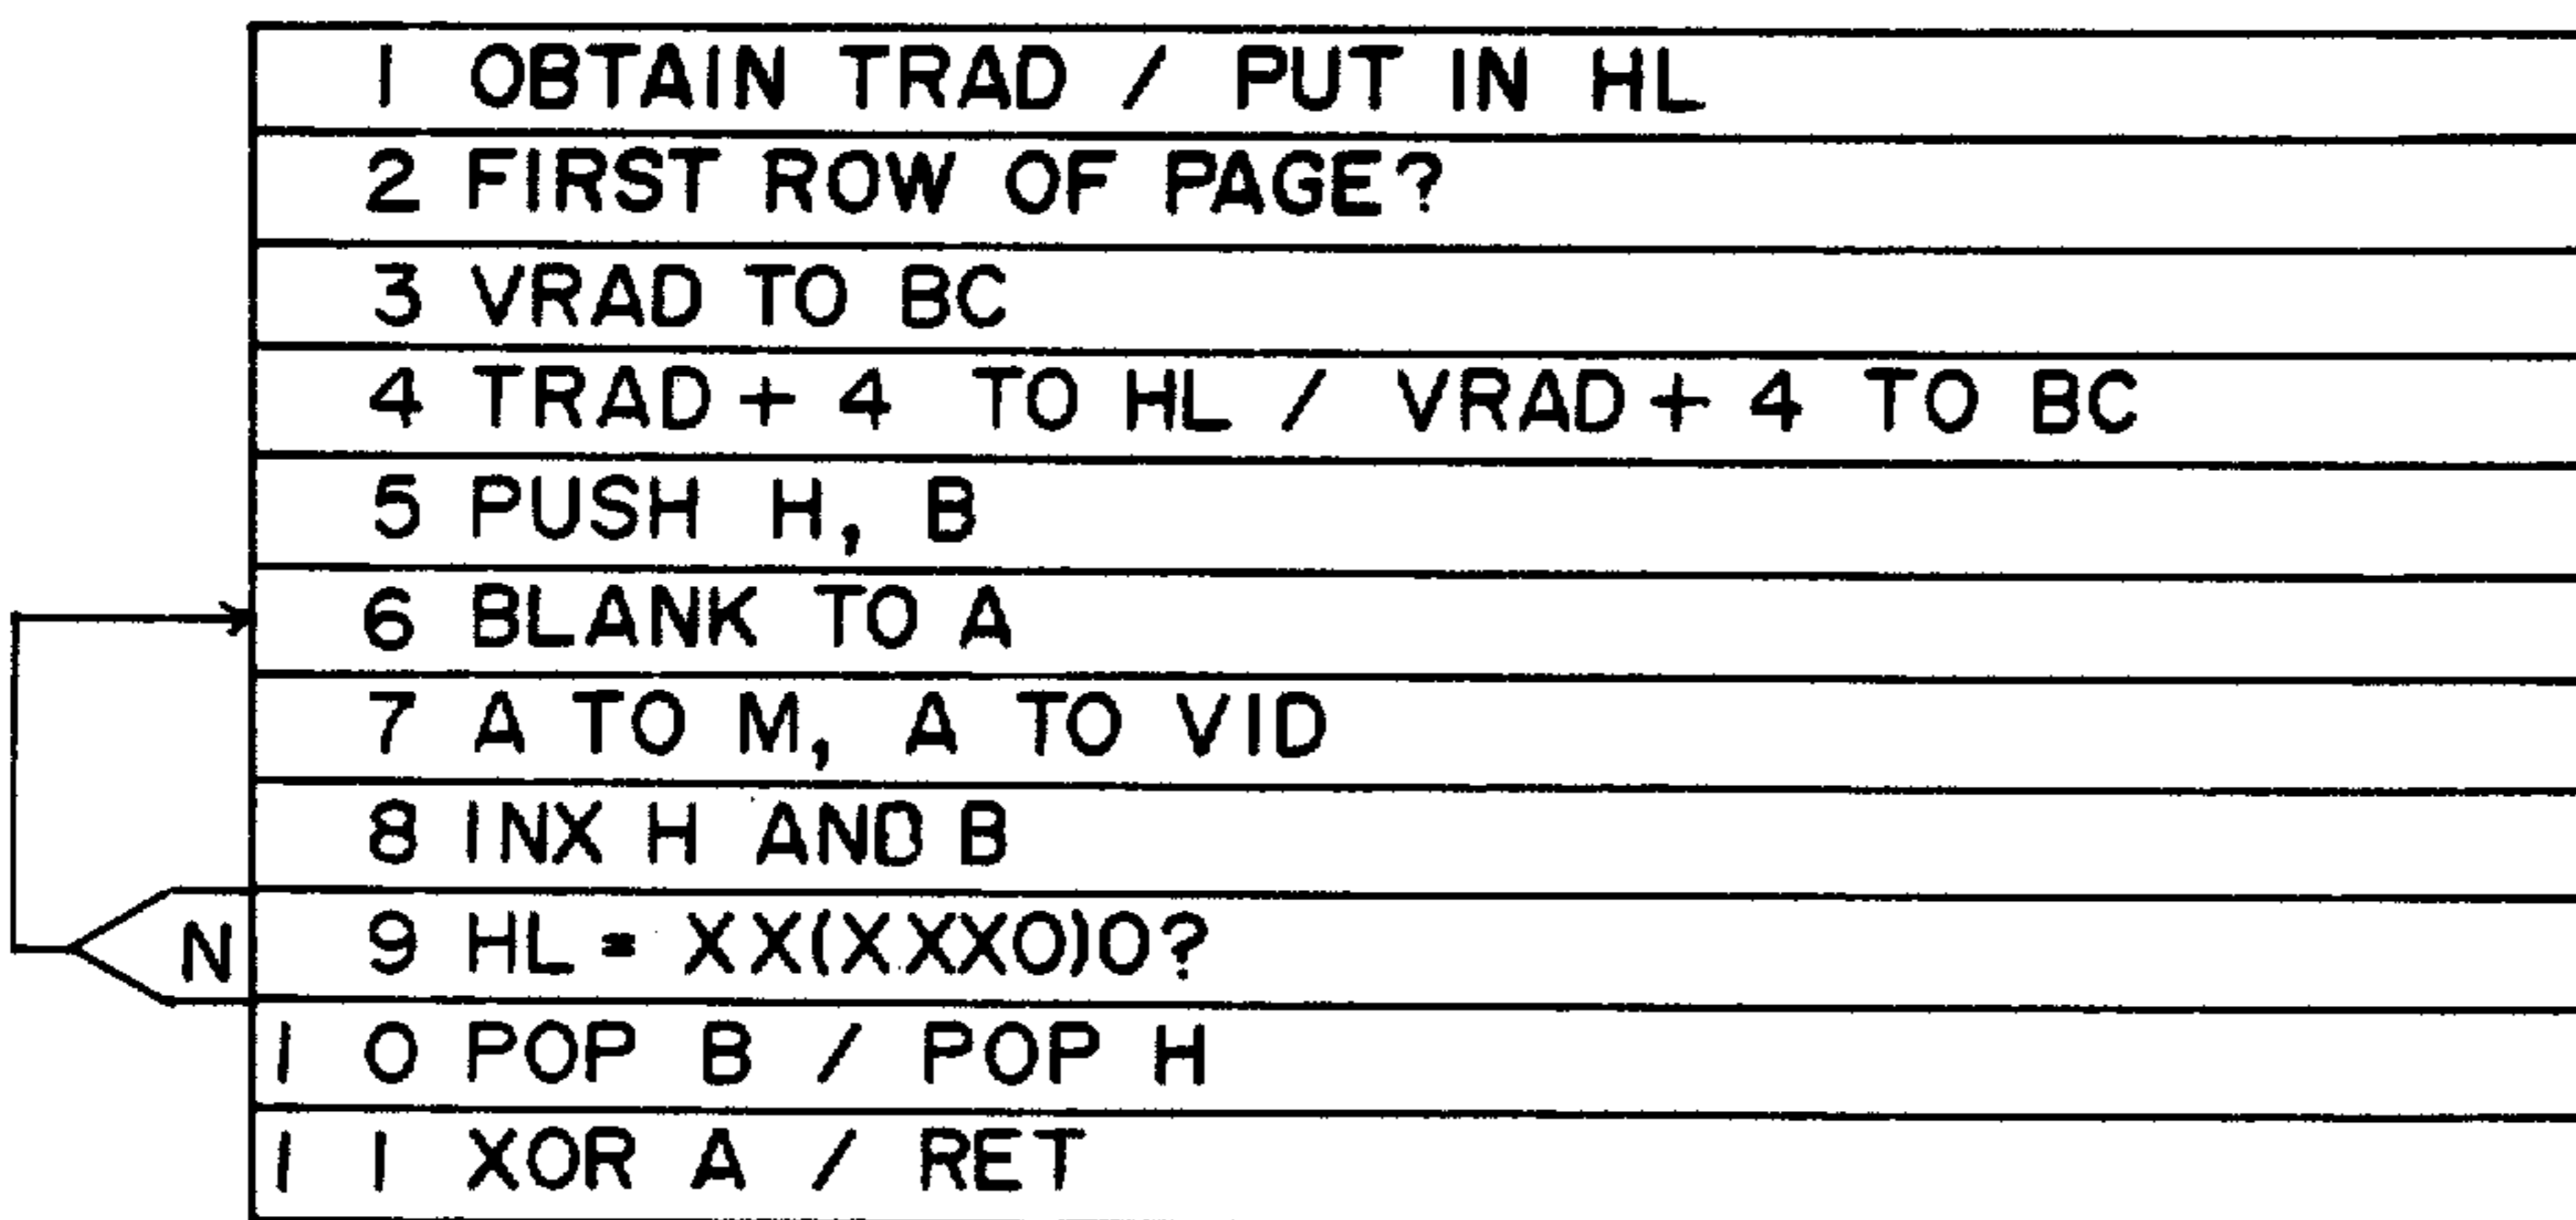 1 OBTAIN TRAD / PUT IN HL
2 FIRST ROW OF PAGE?
3 VRAD TO BC
4 TRAD + 4 TO HL / VRAD + 4 TO BC
5 PUSH H, B
6 BLANK TO A
7 A TO M, A TO VID
8 INX H AND B
N 9 HL = XX(XXX0)0?
10 POP B / POP H
11 XOR A / RET